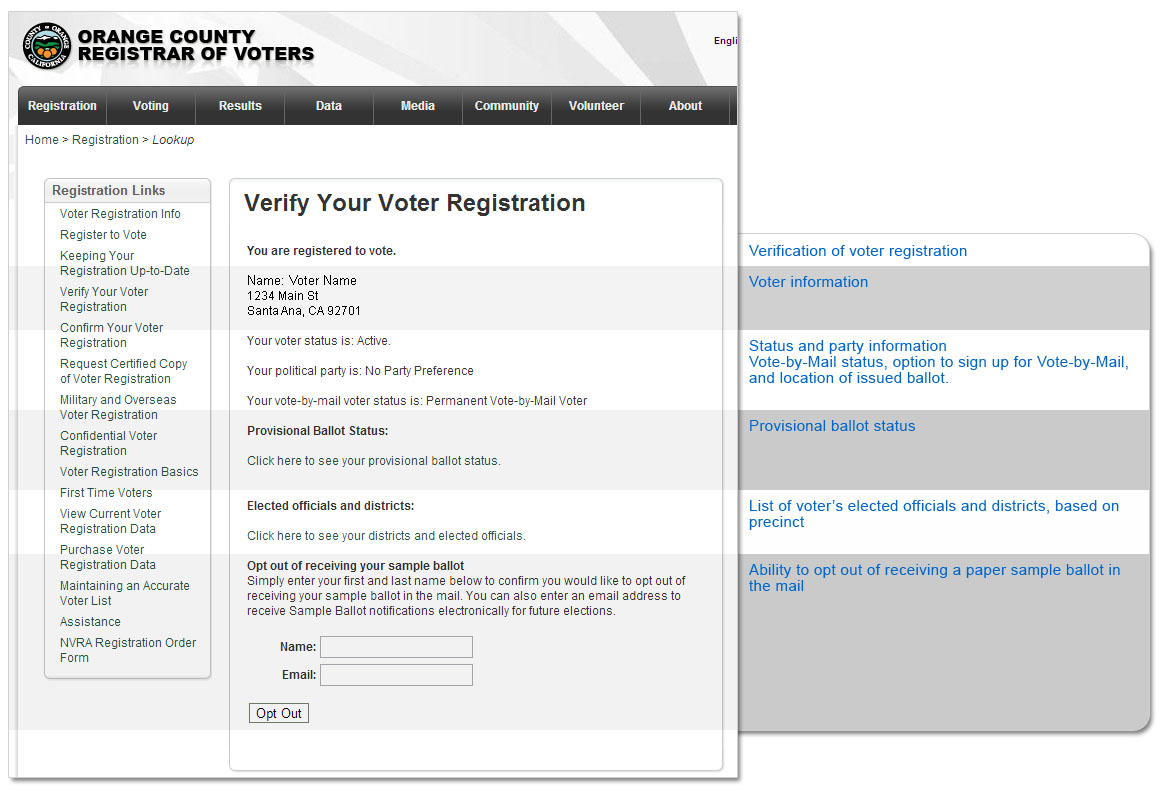 COUNTY OF ORANGE
CALIFORNIA
ORANGE COUNTY
REGISTRAR OF VOTERS
Engli
Registration Voting Results Data Media Community Volunteer About
Home > Registration > Lookup
Registration Links
Voter Registration Info
Register to Vote
Keeping Your
Registration Up-to-Date
Verify Your Voter
Registration
Confirm Your Voter
Registration
Request Certified Copy
of Voter Registration
Military and Overseas
Voter Registration
Confidential Voter
Registration
Voter Registration Basics
First Time Voters
View Current Voter
Registration Data
Purchase Voter
Registration Data
Maintaining an Accurate
Voter List
Assistance
NVRA Registration Order
Form
Verify Your Voter Registration
You are registered to vote.
Name: Voter Name
1234 Main St
Santa Ana, CA 92701
Your voter status is: Active.
Your political party is: No Party Preference
Your vote-by-mail voter status is: Permanent Vote-by-Mail Voter
Provisional Ballot Status:
Click here to see your provisional ballot status.
Elected officials and districts:
Click here to see your districts and elected officials.
Opt out of receiving your sample ballot
Simply enter your first and last name below to confirm you would like to opt out of
receiving your sample ballot in the mail. You can also enter an email address to
receive Sample Ballot notifications electronically for future elections.
Name:
Email:
Opt Out
Verification of voter registration
Voter information
Status and party information
Vote-by-Mail status, option to sign up for Vote-by-Mail,
and location of issued ballot.
Provisional ballot status
List of voter’s elected officials and districts, based on
precinct
Ability to opt out of receiving a paper sample ballot in
the mail